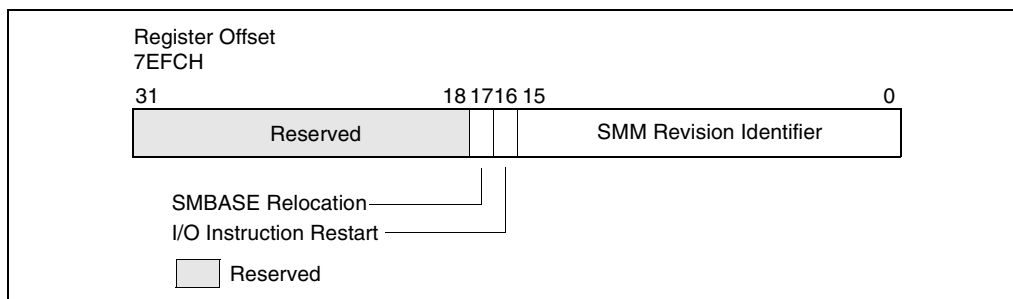 Register Offset
7EFCH
31 18 17 16 15 0
Reserved SMM Revision Identifier
SMBASE Relocation
I/O Instruction Restart
Reserved